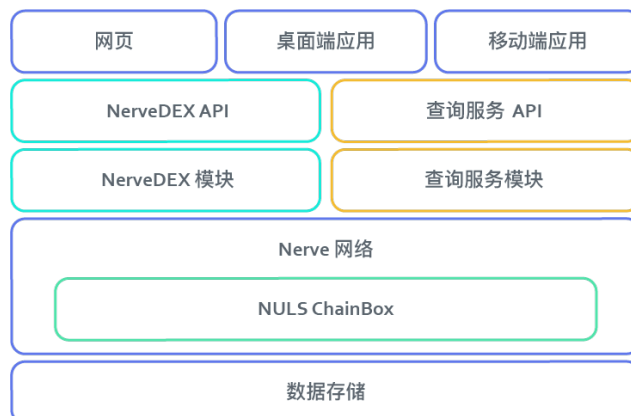 网页
桌面端应用
移动端应用
NerveDEX API
查询服务 API
NerveDEX 模块
查询服务模块
Nerve 网络
NULS ChainBox
数据存储